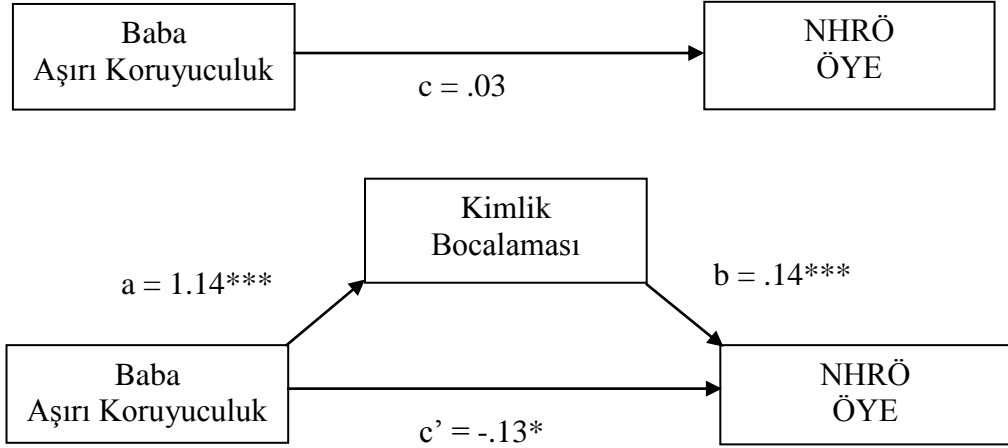 Baba
Aşırı Koruyuculuk
NHRÖ
ÖYE
c = .03
Kimlik
Bocalaması
a = 1.14***
b = .14***
Baba
Aşırı Koruyuculuk
NHRÖ
ÖYE
c’ = -.13*